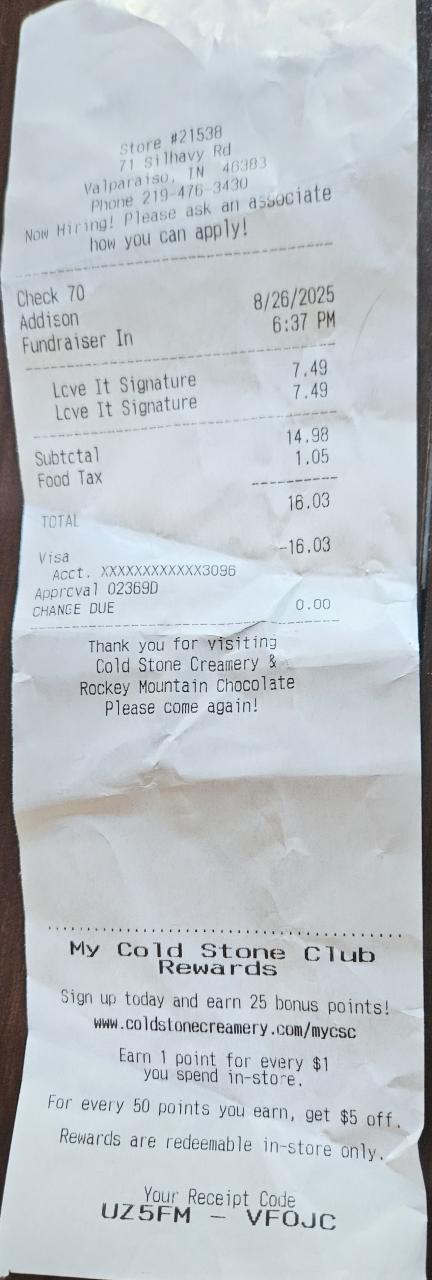 Store #21538
71 Silhavy Rd
Valparaiso, IN 46383
Phone 219-476-3430
Now Hiring! Please ask an associate
how you can apply!
Check 70 8/26/2025
Addison 6:37 PM
Fundraiser In
Love It Signature 7.49
Love It Signature 7.49
Subtotal 14.98
Food Tax 1.05
TOTAL 16.03
Visa -16.03
Acct. XXXXXXXXXXXX3096
Approval 02369D
CHANGE DUE 0.00
Thank you for visiting
Cold Stone Creamery &
Rockey Mountain Chocolate
Please come again!
My Cold Stone Club
Rewards
Sign up today and earn 25 bonus points!
www.coldstonecreamery.com/mycsc
Earn 1 point for every $1
you spend in-store.
For every 50 points you earn, get $5 off.
Rewards are redeemable in-store only.
Your Receipt Code
UZ5FM - VFOJC